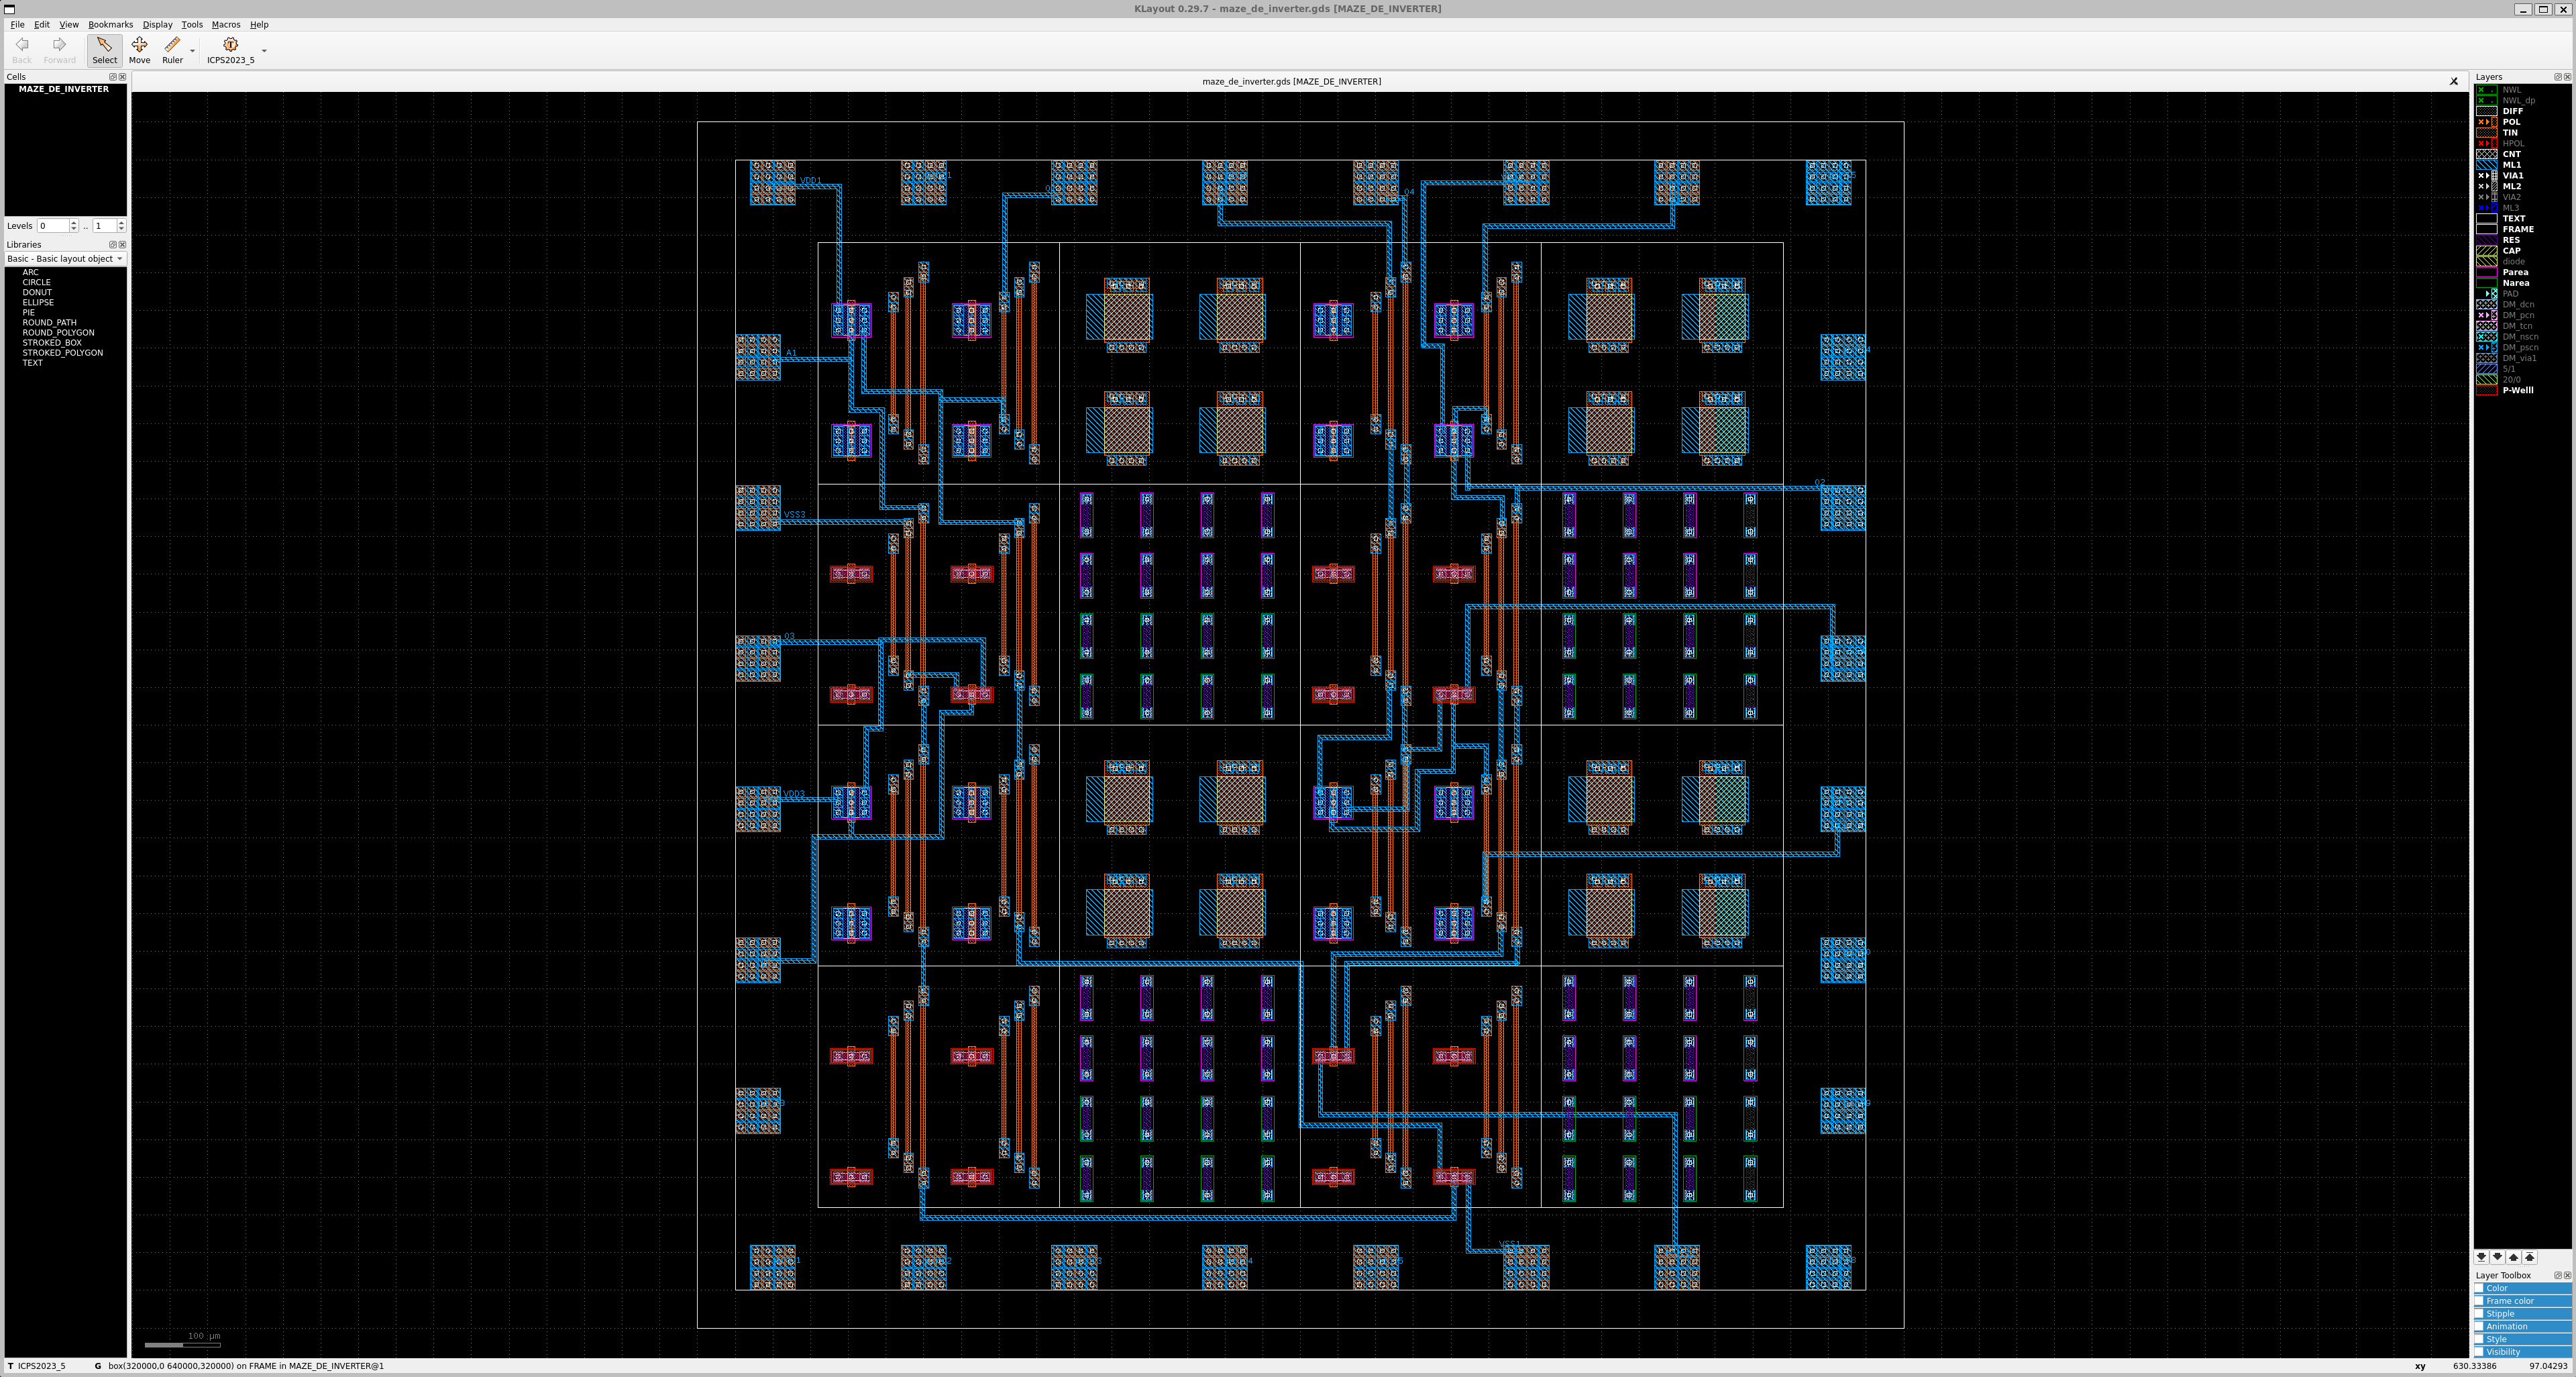 KLayout 0.29.7 - maze_de_inverter.gds [MAZE_DE_INVERTER]
File Edit View Bookmarks Display Tools Macros Help
Back Forward Select Move Ruler ICPS2023_5
Cells
maze_de_inverter.gds [MAZE_DE_INVERTER]
Layers
MAZE_DE_INVERTER
Levels 0 .. 1
Libraries
Basic - Basic layout object
ARC
CIRCLE
DONUT
ELLIPSE
PIE
ROUND_PATH
ROUND_POLYGON
STROKED_BOX
STROKED_POLYGON
TEXT
VDD1
O4
A1
O2
VSS3
O3
VDD3
VSS1
100 μm
NWL
NWL_dp
DIFF
POL
TIN
HPOL
CNT
ML1
VIA1
ML2
VIA2
ML3
TEXT
FRAME
RES
CAP
diode
Parea
Narea
PAD
DM_dcn
DM_pcn
DM_tcn
DM_nscn
DM_pscn
DM_via1
5/1
20/0
P-Welll
Layer Toolbox
Color
Frame color
Stipple
Animation
Style
Visibility
T ICPS2023_5 G box(320000,0 640000,320000) on FRAME in MAZE_DE_INVERTER@1 xy 630.33386 97.04293